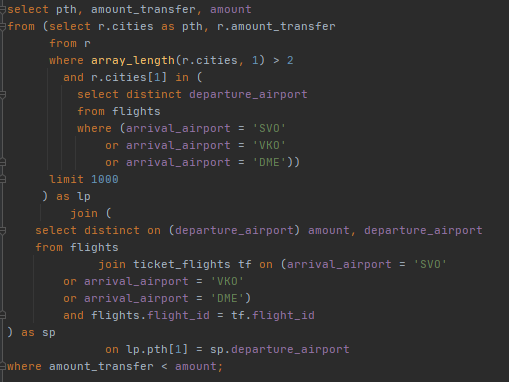 select pth, amount_transfer, amount
from (select r.cities as pth, r.amount_transfer
from r
where array_length(r.cities, 1) > 2
and r.cities[1] in (
select distinct departure_airport
from flights
where (arrival_airport = 'SVO'
or arrival_airport = 'VKO'
or arrival_airport = 'DME'))
limit 1000
) as lp
join (
select distinct on (departure_airport) amount, departure_airport
from flights
join ticket_flights tf on (arrival_airport = 'SVO'
or arrival_airport = 'VKO'
or arrival_airport = 'DME')
and flights.flight_id = tf.flight_id
) as sp
on lp.pth[1] = sp.departure_airport
where amount_transfer < amount;